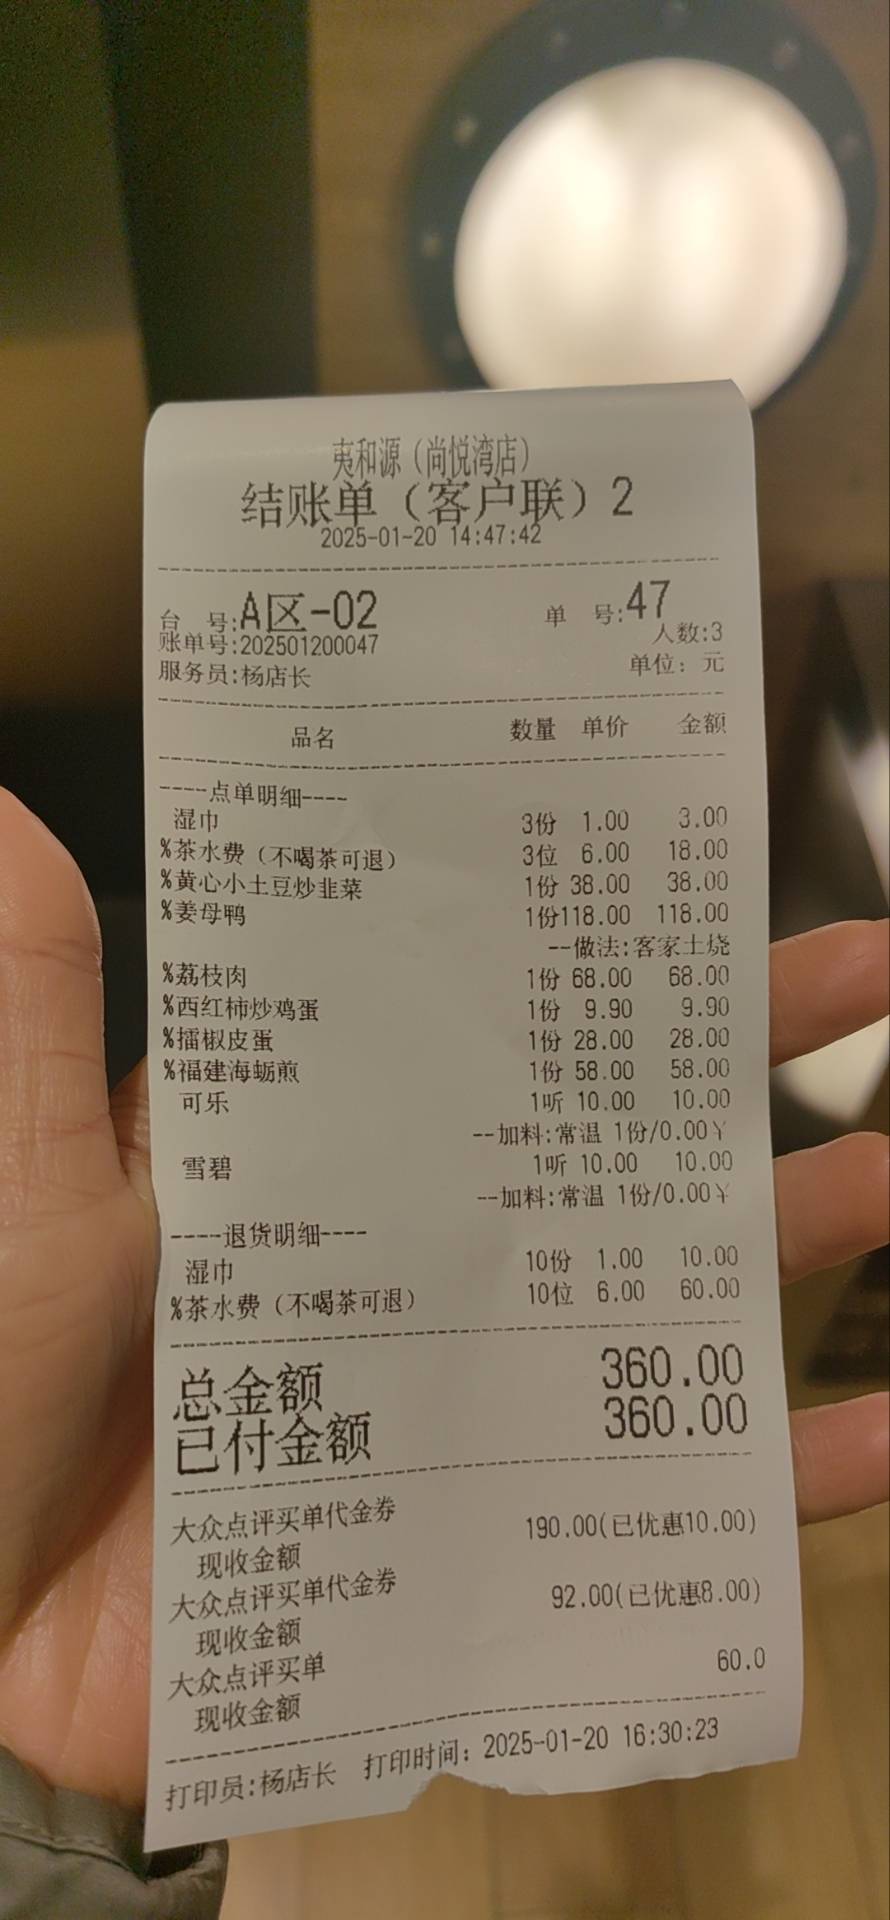 夷和源（尚悦湾店）
结账单（客户联）2
2025-01-20 14:47:42
台 号:A区-02 单 号:47
账单号:202501200047 人数:3
服务员:杨店长 单位：元
品名 数量 单价 金额
----点单明细----
湿巾 3份 1.00 3.00
%茶水费（不喝茶可退） 3位 6.00 18.00
%黄心小土豆炒韭菜 1份 38.00 38.00
%姜母鸭 1份118.00 118.00
--做法:客家土烧
%荔枝肉 1份 68.00 68.00
%西红柿炒鸡蛋 1份 9.90 9.90
%擂椒皮蛋 1份 28.00 28.00
%福建海蛎煎 1份 58.00 58.00
可乐 1听 10.00 10.00
--加料:常温 1份/0.00￥
雪碧 1听 10.00 10.00
--加料:常温 1份/0.00￥
----退货明细----
湿巾 10份 1.00 10.00
%茶水费（不喝茶可退） 10位 6.00 60.00
总金额 360.00
已付金额 360.00
大众点评买单代金券 190.00(已优惠10.00)
现收金额
大众点评买单代金券 92.00(已优惠8.00)
现收金额
大众点评买单 60.0
现收金额
打印员:杨店长 打印时间：2025-01-20 16:30:23